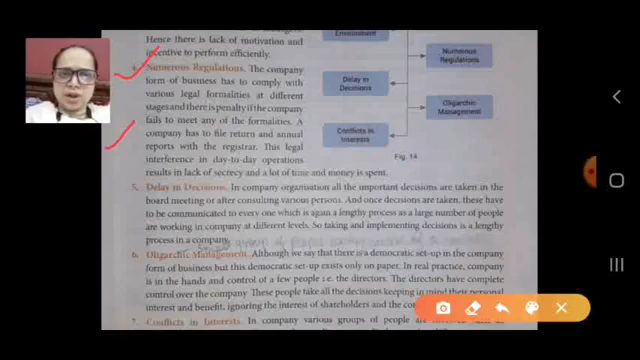 Hence there is lack of motivation and
incentive to perform efficiently.
4. Numerous Regulations. The company
form of business has to comply with
various legal formalities at different
stages and there is penalty if the company
fails to meet any of the formalities. A
company has to file return and annual
reports with the registrar. This legal
interference in day-to-day operations
results in lack of secrecy and a lot of time and money is spent.
Environment
Numerous
Regulations
Delay in
Decisions
Oligarchic
Management
Conflicts in
Interests
Fig. 14
5. Delay in Decisions. In company organisation all the important decisions are taken in the
board meeting or after consulting various persons. And once decisions are taken, these have
to be communicated to every one which is again a lengthy process as a large number of people
are working in company at different levels. So taking and implementing decisions is a lengthy
process in a company.
6. Oligarchic Management. Although we say that there is a democratic set-up in the company
form of business but this democratic set-up exists only on paper. In real practice, company
is in the hands and control of a few people i.e. the directors. The directors have complete
control over the company. These people take all the decisions keeping in mind their personal
interest and benefit, ignoring the interest of shareholders and the
7. Conflicts in Interests. In company various groups of people are